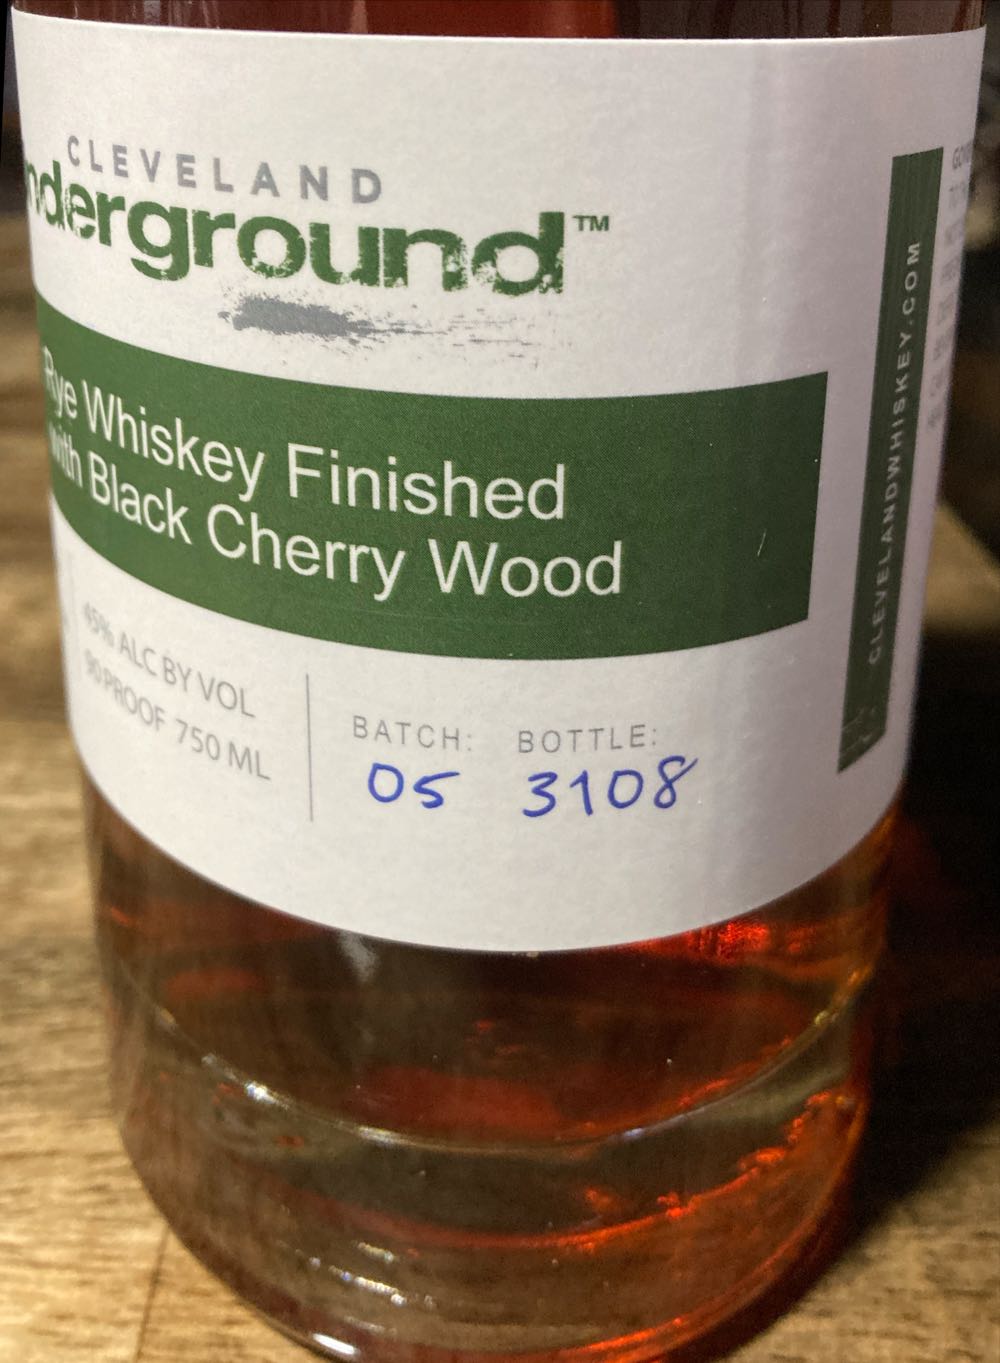 CLEVELAND
nderground™
Rye Whiskey Finished
with Black Cherry Wood
45% ALC BY VOL
90 PROOF 750 ML
BATCH: BOTTLE:
05 3108
CLEVELANDWHISKEY.COM